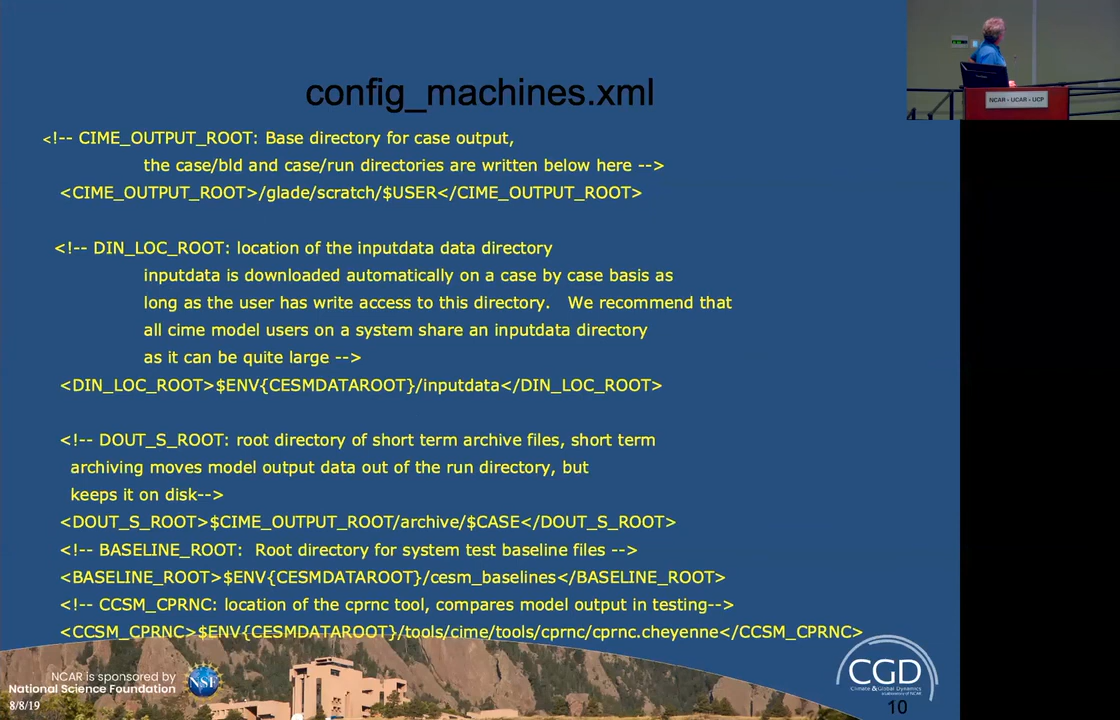 config_machines.xml
<!-- CIME_OUTPUT_ROOT: Base directory for case output,
the case/bld and case/run directories are written below here -->
<CIME_OUTPUT_ROOT>/glade/scratch/$USER</CIME_OUTPUT_ROOT>
<!-- DIN_LOC_ROOT: location of the inputdata data directory
inputdata is downloaded automatically on a case by case basis as
long as the user has write access to this directory. We recommend that
all cime model users on a system share an inputdata directory
as it can be quite large -->
<DIN_LOC_ROOT>$ENV{CESMDATAROOT}/inputdata</DIN_LOC_ROOT>
<!-- DOUT_S_ROOT: root directory of short term archive files, short term
archiving moves model output data out of the run directory, but
keeps it on disk-->
<DOUT_S_ROOT>$CIME_OUTPUT_ROOT/archive/$CASE</DOUT_S_ROOT>
<!-- BASELINE_ROOT: Root directory for system test baseline files -->
<BASELINE_ROOT>$ENV{CESMDATAROOT}/cesm_baselines</BASELINE_ROOT>
<!-- CCSM_CPRNC: location of the cprnc tool, compares model output in testing-->
<CCSM_CPRNC>$ENV{CESMDATAROOT}/tools/cime/tools/cprnc/cprnc.cheyenne</CCSM_CPRNC>
NCAR is sponsored by
National Science Foundation
NSF
8/8/19
CGD
Climate & Global Dynamics
10
NCAR • UCAR • UCP